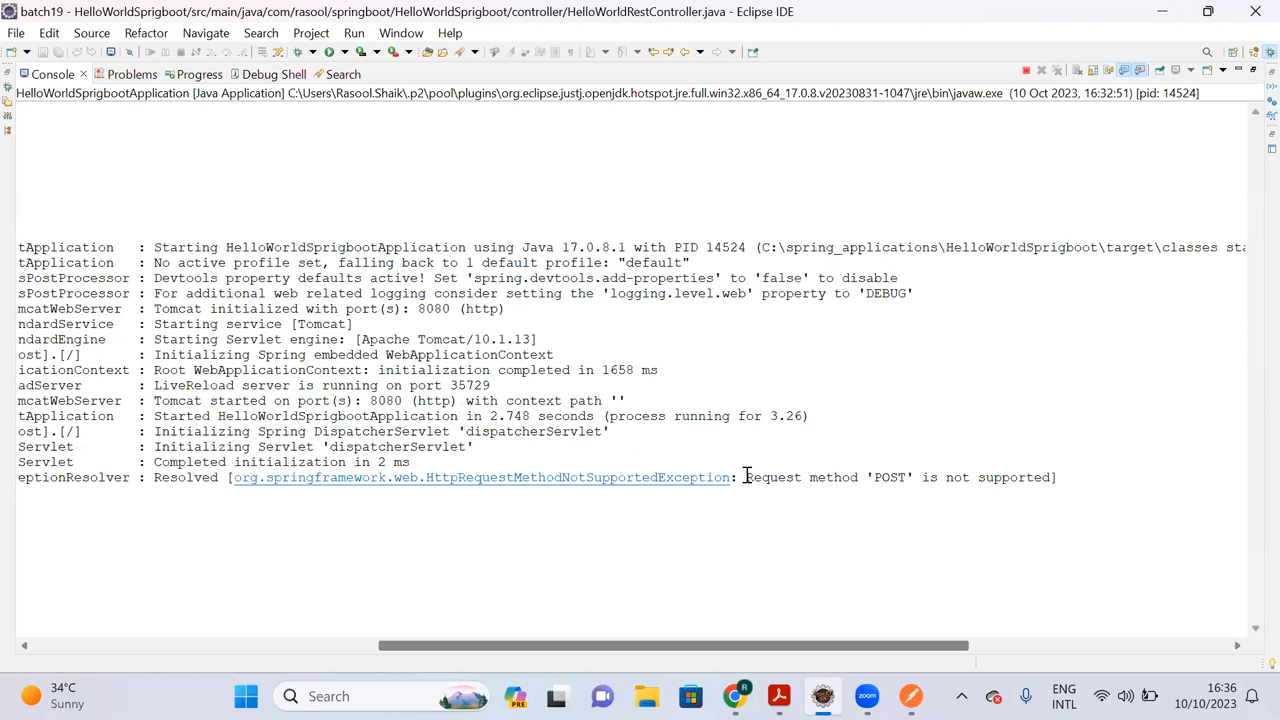 batch19 - HelloWorldSprigboot/src/main/java/com/rasool/springboot/HelloWorldSprigboot/controller/HelloWorldRestController.java - Eclipse IDE
File Edit Source Refactor Navigate Search Project Run Window Help
Console Problems Progress Debug Shell Search
HelloWorldSprigbootApplication [Java Application] C:\Users\Rasool.Shaik\.p2\pool\plugins\org.eclipse.justj.openjdk.hotspot.jre.full.win32.x86_64_17.0.8.v20230831-1047\jre\bin\javaw.exe (10 Oct 2023, 16:32:51) [pid: 14524]
tApplication : Starting HelloWorldSprigbootApplication using Java 17.0.8.1 with PID 14524 (C:\spring_applications\HelloWorldSprigboot\target\classes sta
tApplication : No active profile set, falling back to 1 default profile: "default"
sPostProcessor : Devtools property defaults active! Set 'spring.devtools.add-properties' to 'false' to disable
sPostProcessor : For additional web related logging consider setting the 'logging.level.web' property to 'DEBUG'
mcatWebServer : Tomcat initialized with port(s): 8080 (http)
ndardService : Starting service [Tomcat]
ndardEngine : Starting Servlet engine: [Apache Tomcat/10.1.13]
ost].[/] : Initializing Spring embedded WebApplicationContext
icationContext : Root WebApplicationContext: initialization completed in 1658 ms
adServer : LiveReload server is running on port 35729
mcatWebServer : Tomcat started on port(s): 8080 (http) with context path ''
tApplication : Started HelloWorldSprigbootApplication in 2.748 seconds (process running for 3.26)
ost].[/] : Initializing Spring DispatcherServlet 'dispatcherServlet'
Servlet : Initializing Servlet 'dispatcherServlet'
Servlet : Completed initialization in 2 ms
eptionResolver : Resolved [org.springframework.web.HttpRequestMethodNotSupportedException: Request method 'POST' is not supported]
34°C
Sunny
Search
PRE
R
zoom
ENG
INTL
16:36
10/10/2023